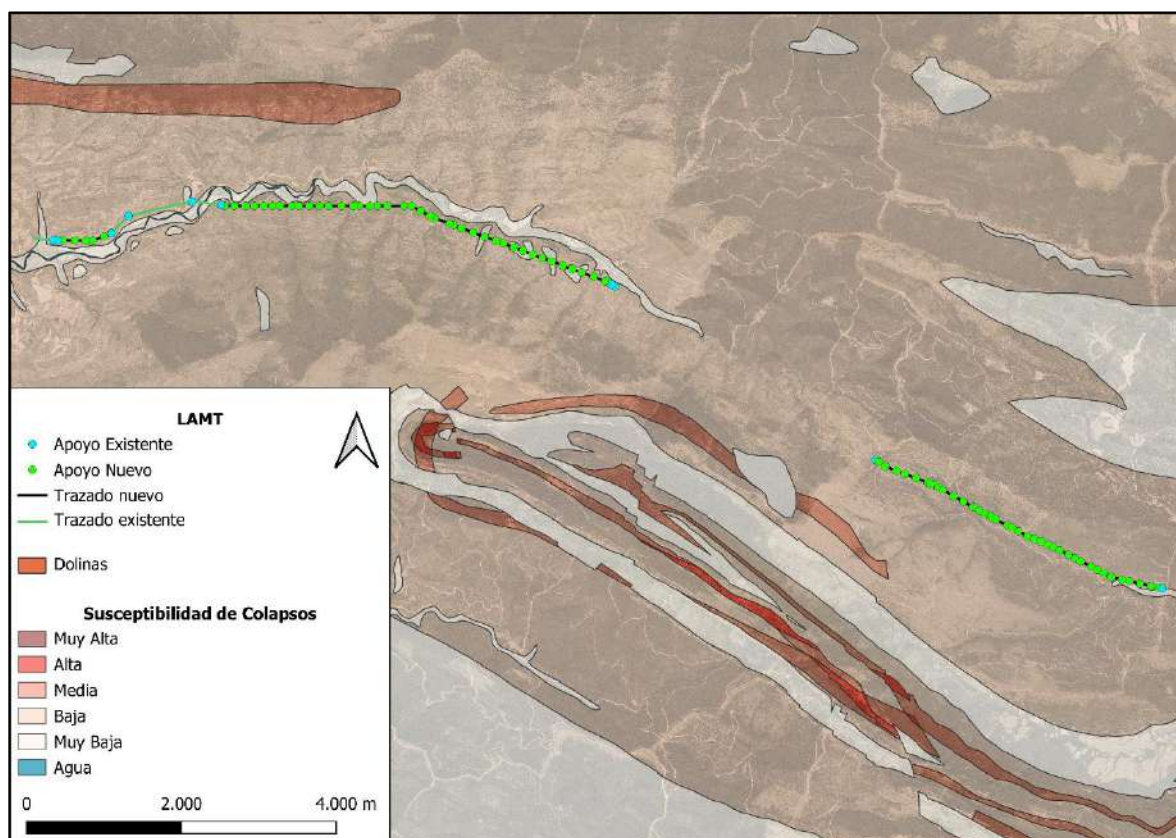 LAMT
Apoyo Existente
Apoyo Nuevo
Trazado nuevo
Trazado existente
Dolinas
Susceptibilidad de Colapsos
Muy Alta
Alta
Media
Baja
Muy Baja
Agua
0 2.000 4.000 m